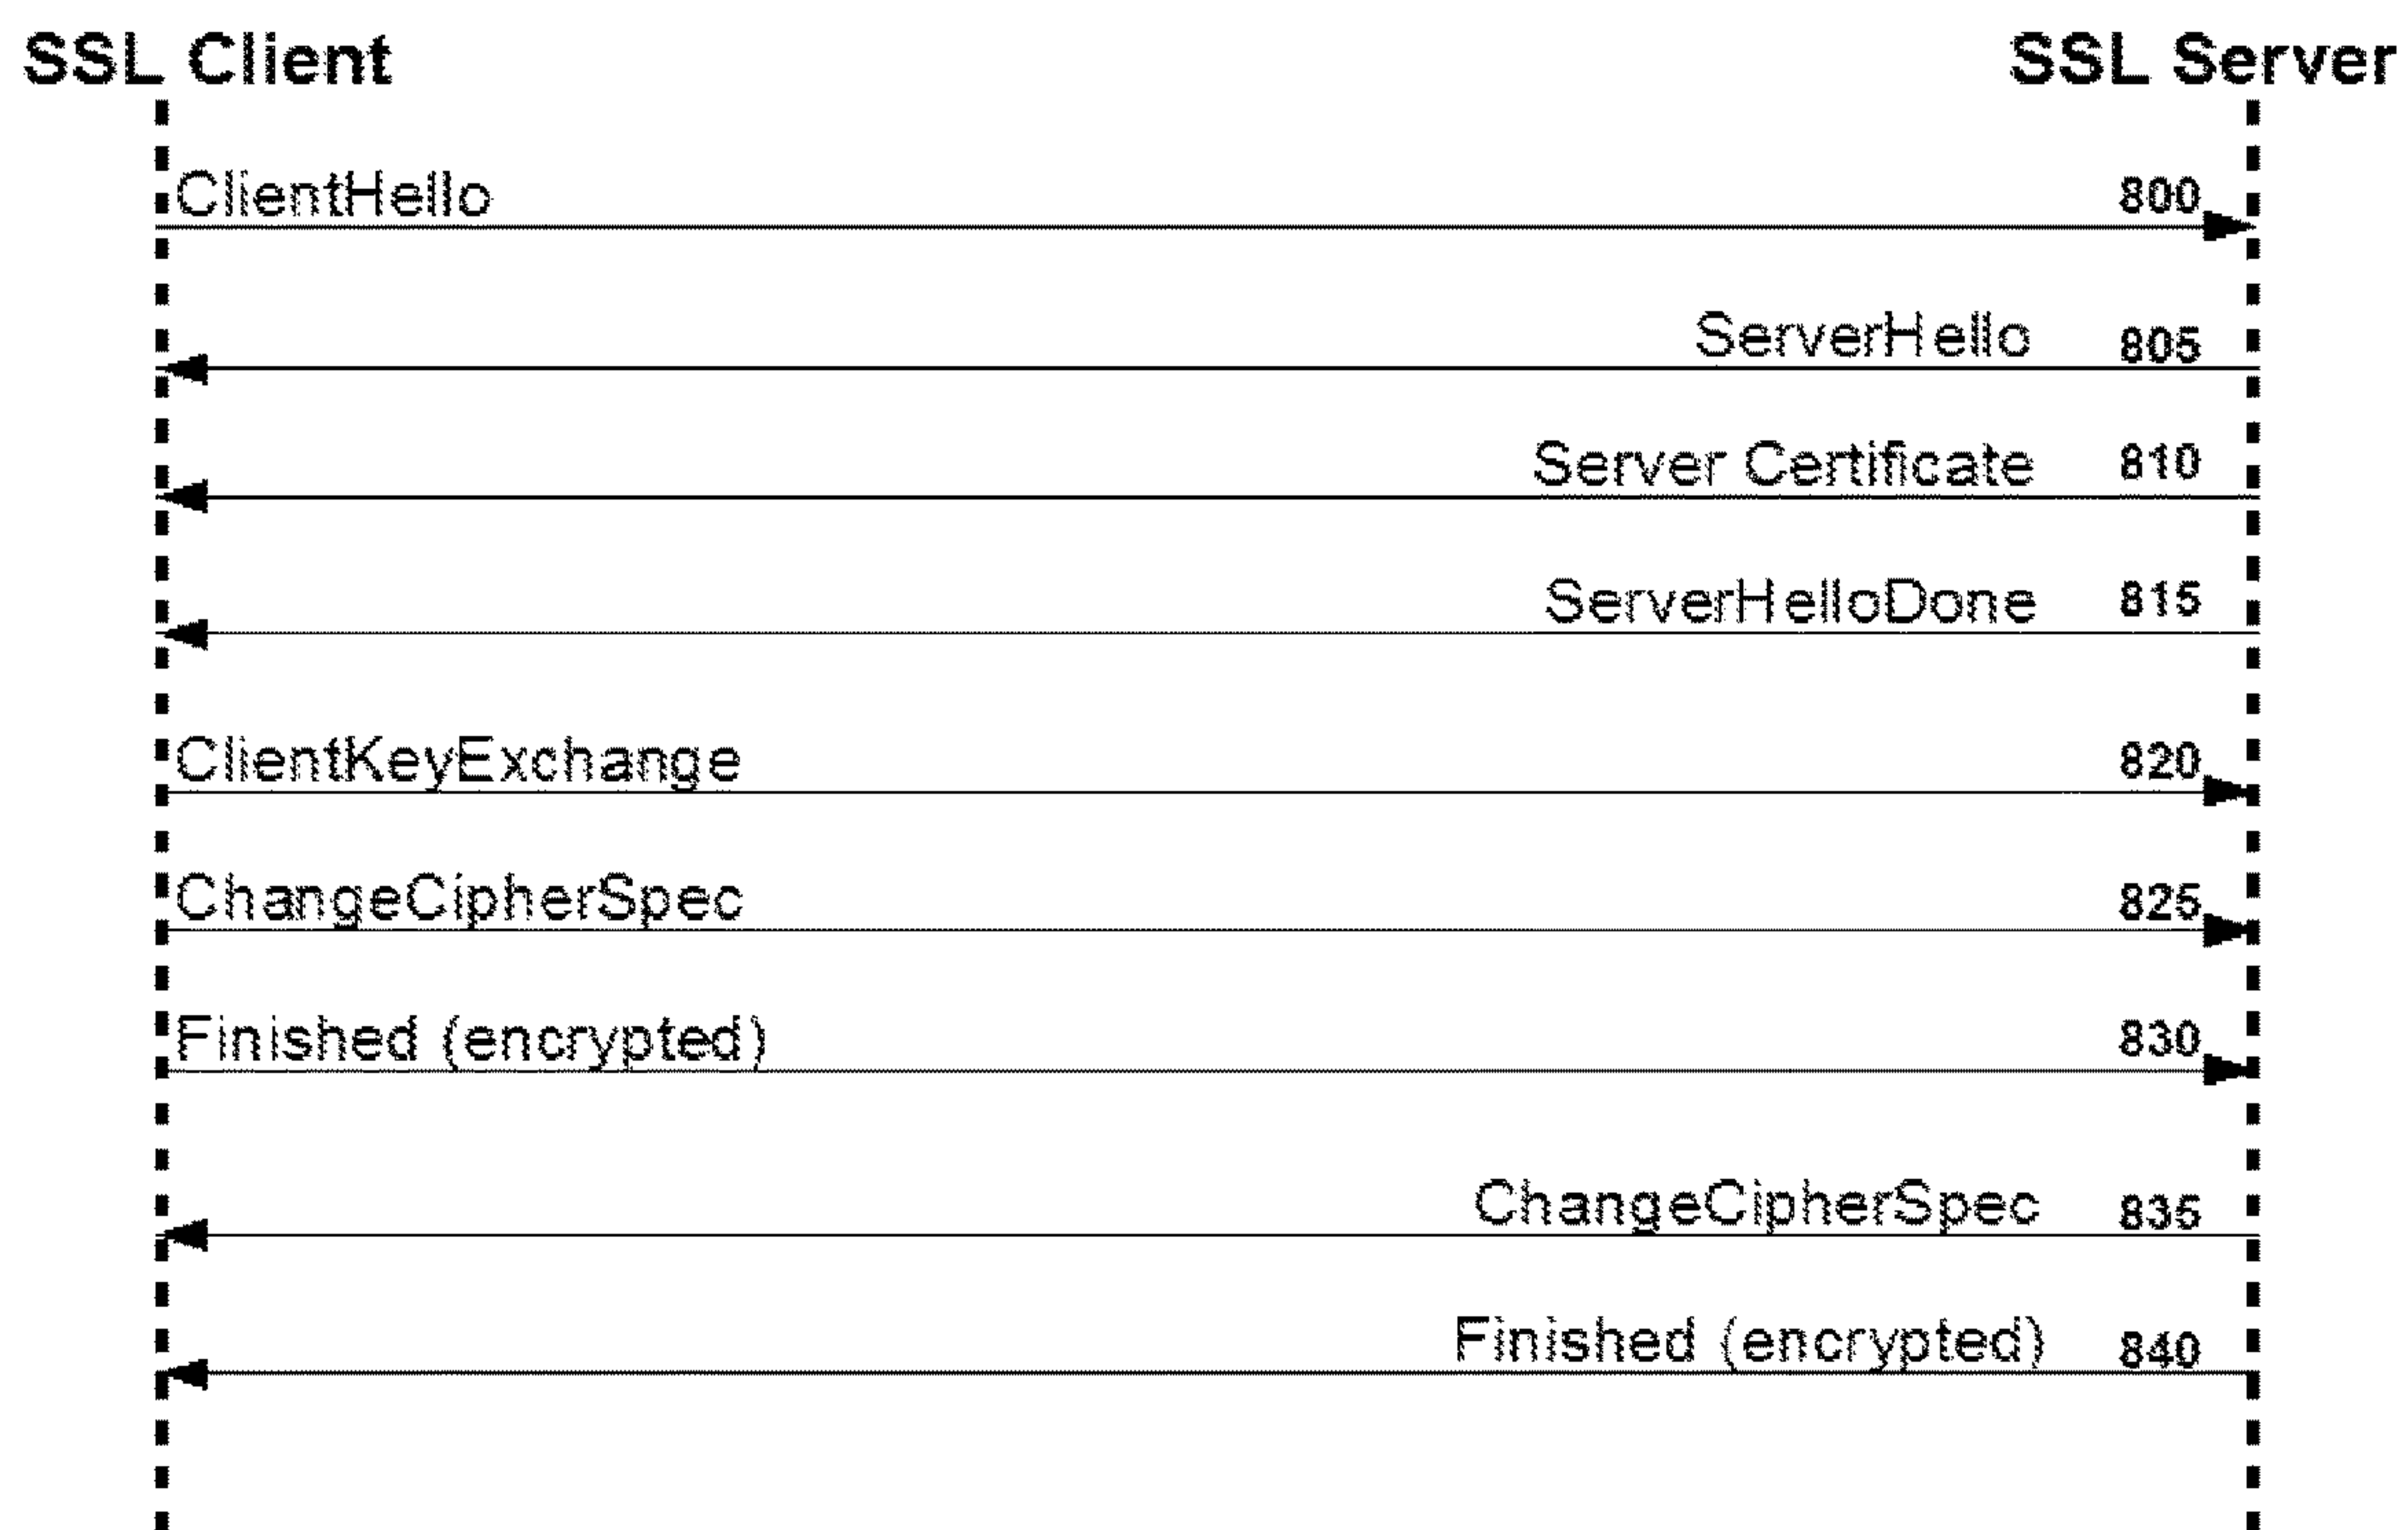 SSL Client SSL Server
ClientHello 800
ServerHello 805
Server Certificate 810
ServerHelloDone 815
ClientKeyExchange 820
ChangeCipherSpec 825
Finished (encrypted) 830
ChangeCipherSpec 835
Finished (encrypted) 840